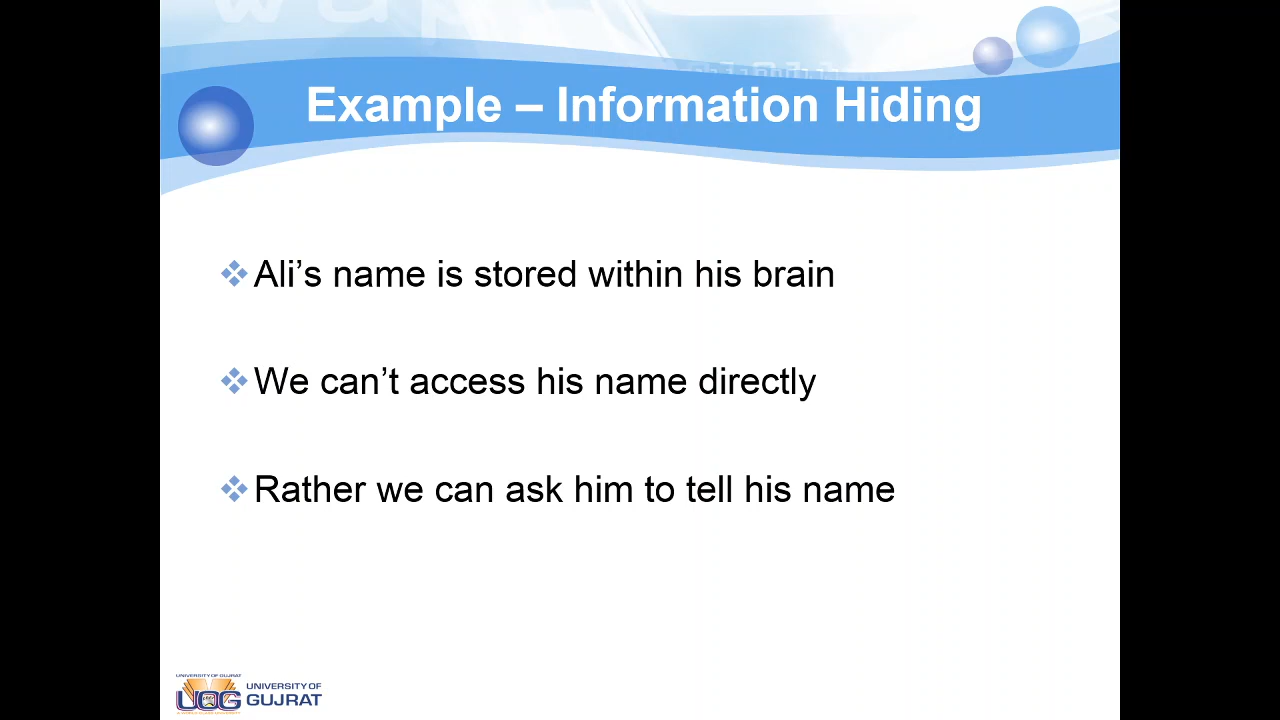 Example – Information Hiding
Ali’s name is stored within his brain
We can’t access his name directly
Rather we can ask him to tell his name
UNIVERSITY OF GUJRAT
UOG
UNIVERSITY OF
GUJRAT